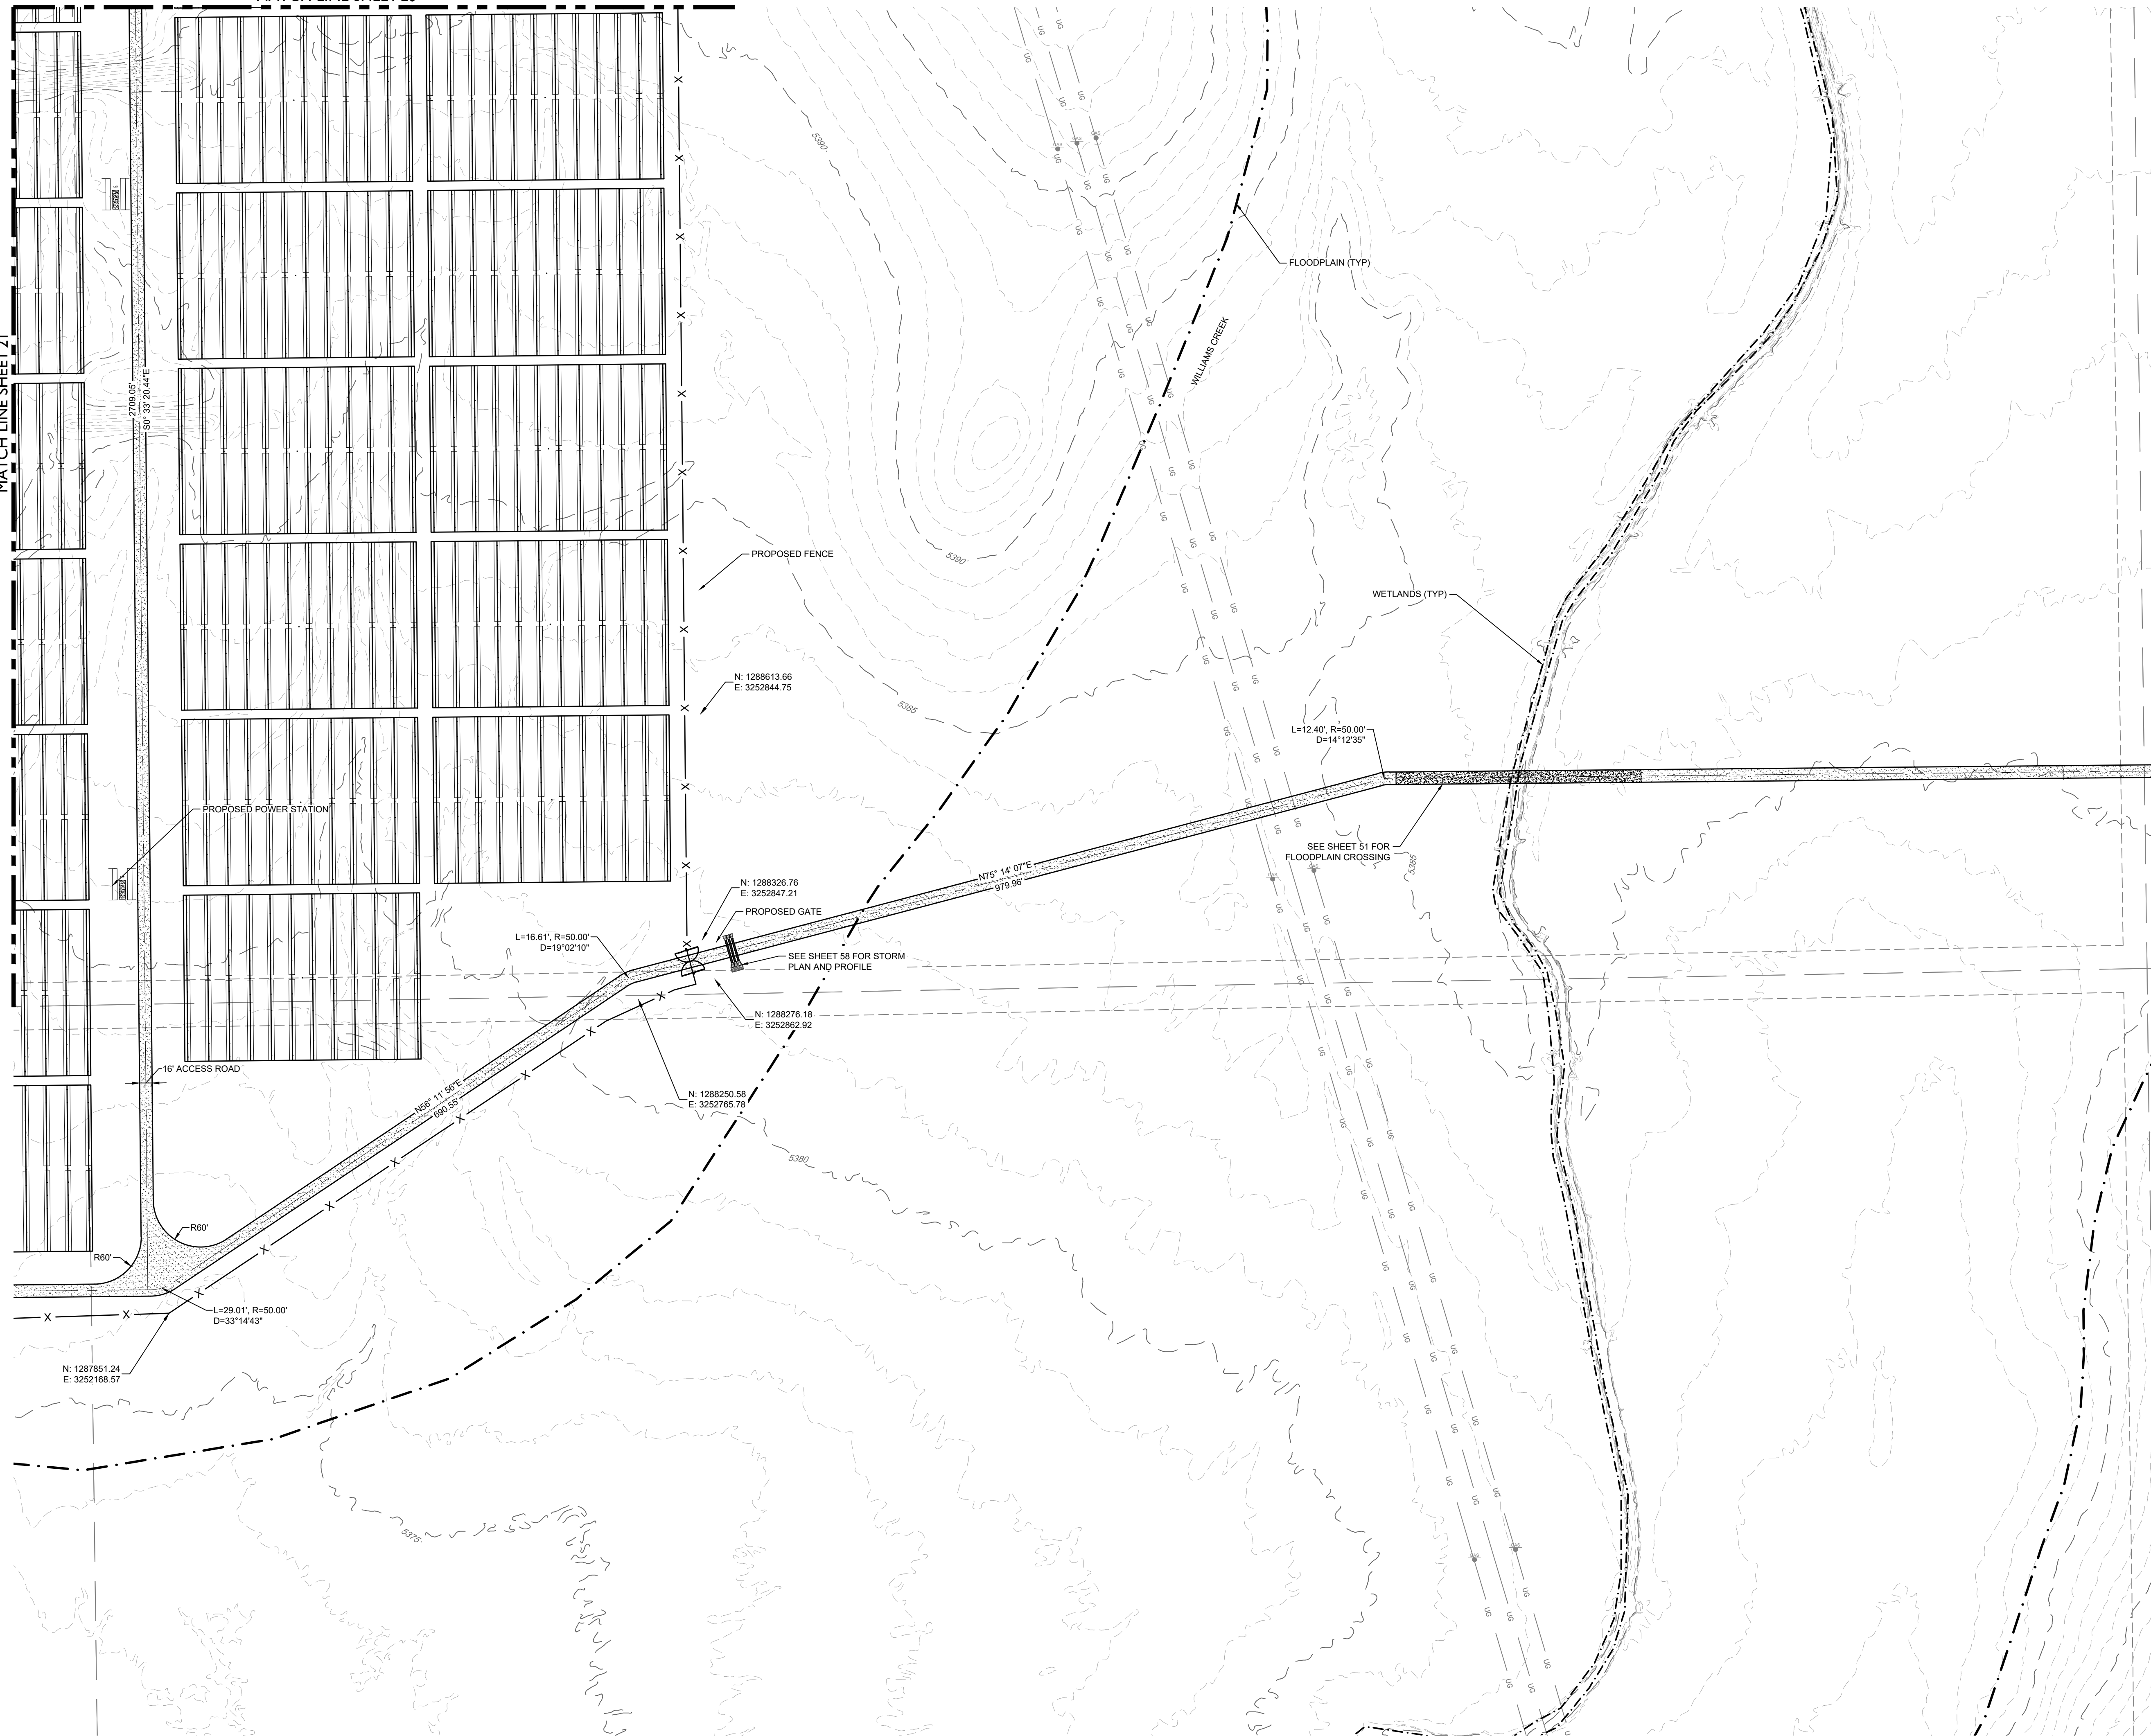 MATCH LINE SHEET 21
2709.05'
S0° 33' 20.44"E
5390
UG
FLOODPLAIN (TYP)
WILLIAMS CREEK
5390
PROPOSED FENCE
WETLANDS (TYP)
N: 1288613.66
E: 3252844.75
5385
L=12.40', R=50.00'
D=14°12'35"
PROPOSED POWER STATION
SEE SHEET 51 FOR
FLOODPLAIN CROSSING
5385
N75° 14' 07"E
979.96'
N: 1288326.76
E: 3252847.21
PROPOSED GATE
L=16.61', R=50.00'
D=19°02'10"
SEE SHEET 58 FOR STORM
PLAN AND PROFILE
N: 1288276.18
E: 3252862.92
16' ACCESS ROAD
N56° 11' 56"E
690.55'
N: 1288250.58
E: 3252765.78
5380
R60'
R60'
L=29.01', R=50.00'
D=33°14'43"
N: 1287851.24
E: 3252168.57
5375